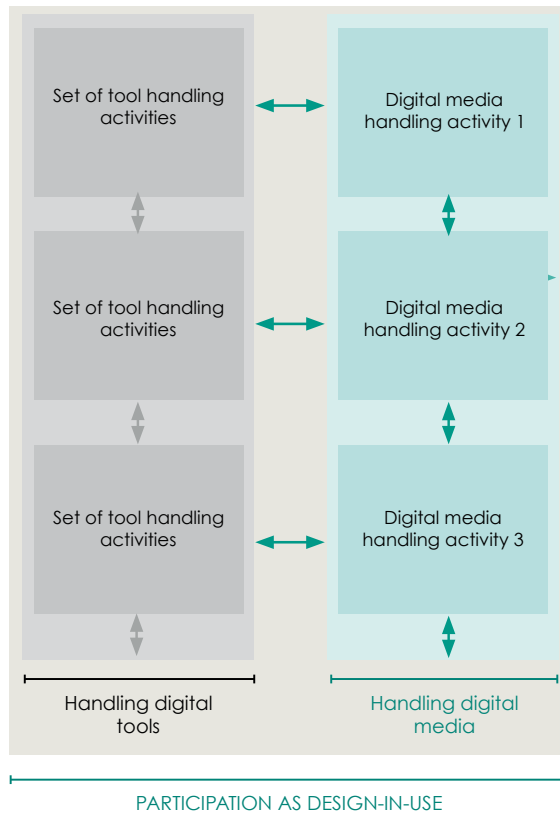 Set of tool handling
activities
Digital media
handling activity 1
Set of tool handling
activities
Digital media
handling activity 2
Set of tool handling
activities
Digital media
handling activity 3
Handling digital
tools
Handling digital
media
PARTICIPATION AS DESIGN-IN-USE